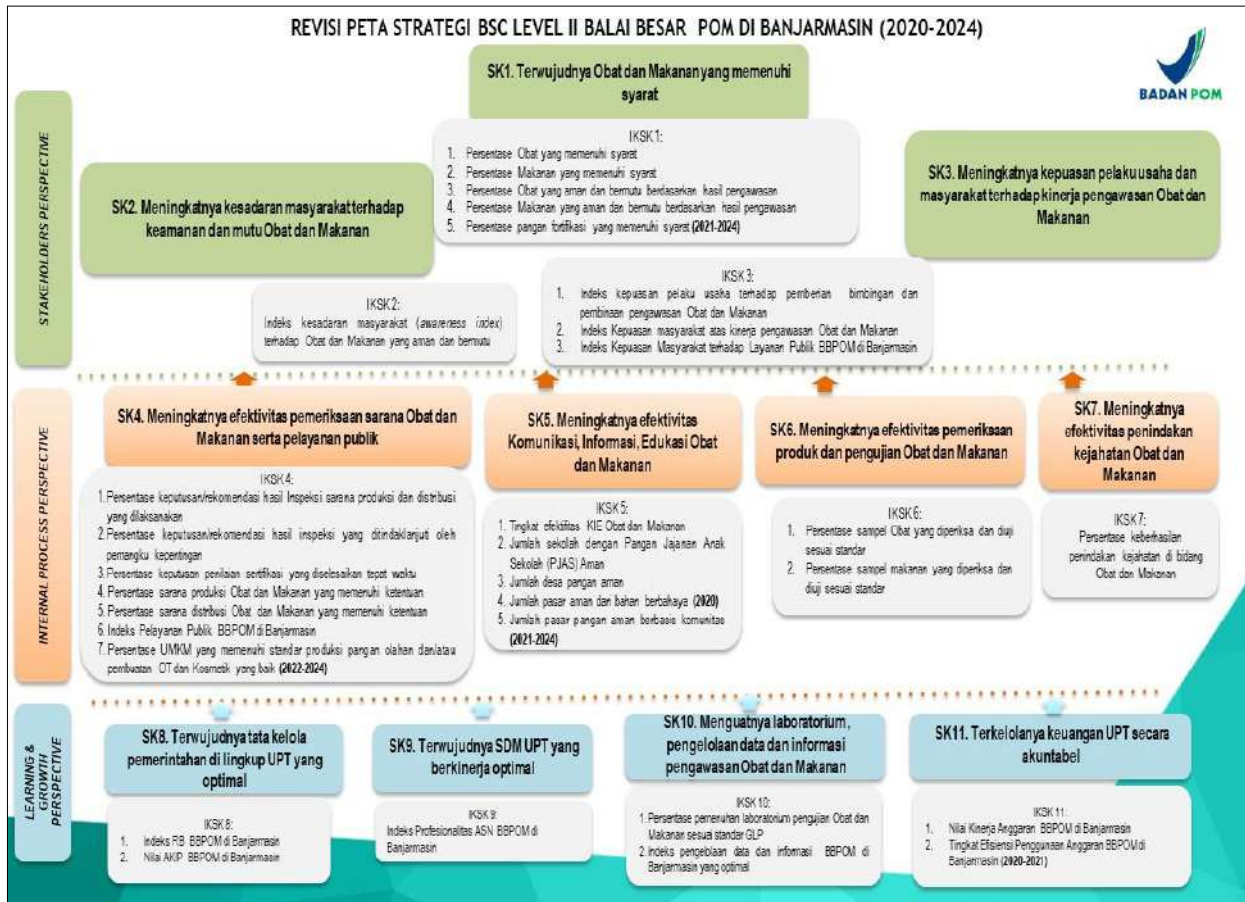 REVISI PETA STRATEGI BSC LEVEL II BALAI BESAR POM DI BANJARMASIN (2020-2024)
BADAN POM
STAKEHOLDERS PERSPECTIVE
SK1. Terwujudnya Obat dan Makanan yang memenuhi
syarat
IKSK1:
1. Persentase Obat yang memenuhi syarat
2. Persentase Makanan yang memenuhi syarat
3. Persentase Obat yang aman dan bermutu berdasarkan hasil pengawasan
4. Persentase Makanan yang aman dan bermutu berdasarkan hasil pengawasan
5. Persentase pangan fortifikasi yang memenuhi syarat (2021-2024)
SK2. Meningkatnya kesadaran masyarakat terhadap
keamanan dan mutu Obat dan Makanan
IKSK2:
Indeks kesadaran masyarakat (awareness index)
terhadap Obat dan Makanan yang aman dan bermutu
SK3. Meningkatnya kepuasan pelaku usaha dan
masyarakat terhadap kinerja pengawasan Obat dan
Makanan
IKSK 3:
1. Indeks kepuasan pelaku usaha terhadap pemberian bimbingan dan
pembinaan pengawasan Obat dan Makanan
2. Indeks Kepuasan masyarakat atas kinerja pengawasan Obat dan Makanan
3. Indeks Kepuasan Masyarakat terhadap Layanan Publik BBPOM di Banjarmasin
INTERNAL PROCESS PERSPECTIVE
SK4. Meningkatnya efektivitas pemeriksaan sarana Obat dan
Makanan serta pelayanan publik
IKSK4:
1. Persentase keputusan/rekomendasi hasil Inspeksi sarana produksi dan distribusi
yang dilaksanakan
2. Persentase keputusan/rekomendasi hasil inspeksi yang ditindaklanjuti oleh
pemangku kepentingan
3. Persentase keputusan penilaian sertifikasi yang diselesaikan tepat waktu
4. Persentase sarana produksi Obat dan Makanan yang memenuhi ketentuan
5. Persentase sarana distribusi Obat dan Makanan yang memenuhi ketentuan
6. Indeks Pelayanan Publik BBPOM di Banjarmasin
7. Persentase UMKM yang memenuhi standar produksi pangan olahan dan/atau
pembuatan OT dan Kosmetik yang baik (2022-2024)
SK5. Meningkatnya efektivitas
Komunikasi, Informasi, Edukasi Obat
dan Makanan
IKSK 5:
1. Tingkat efektifitas KIE Obat dan Makanan
2. Jumlah sekolah dengan Pangan Jajanan Anak
Sekolah (PJAS) Aman
3. Jumlah desa pangan aman
4. Jumlah pasar aman dari bahan berbahaya (2020)
5. Jumlah pasar pangan aman berbasis komunitas
(2021-2024)
SK6. Meningkatnya efektivitas pemeriksaan
produk dan pengujian Obat dan Makanan
IKSK6:
1. Persentase sampel Obat yang diperiksa dan diuji
sesuai standar
2. Persentase sampel makanan yang diperiksa dan
diuji sesuai standar
SK7. Meningkatnya
efektivitas penindakan
kejahatan Obat dan
Makanan
IKSK7:
Persentase keberhasilan
penindakan kejahatan di bidang
Obat dan Makanan
LEARNING &
GROWTH
PERSPECTIVE
SK8. Terwujudnya tata kelola
pemerintahan di lingkup UPT yang
optimal
IKSK8:
1. Indeks RB BBPOM di Banjarmasin
2. Nilai AKIP BBPOM di Banjarmasin
SK9. Terwujudnya SDM UPT yang
berkinerja optimal
IKSK 9:
Indeks Profesionalitas ASN BBPOM di
Banjarmasin
SK10. Menguatnya laboratorium,
pengelolaan data dan informasi
pengawasan Obat dan Makanan
IKSK 10:
1. Persentase pemenuhan laboratorium pengujian Obat dan
Makanan sesuai standar GLP
2. Indeks pengelolaan data dan informasi BBPOM di
Banjarmasin yang optimal
SK11. Terkelolanya keuangan UPT secara
akuntabel
IKSK 11:
1. Nilai Kinerja Anggaran BBPOM di Banjarmasin
2. Tingkat Efisiensi Penggunaan Anggaran BBPOM di
Banjarmasin (2020-2021)